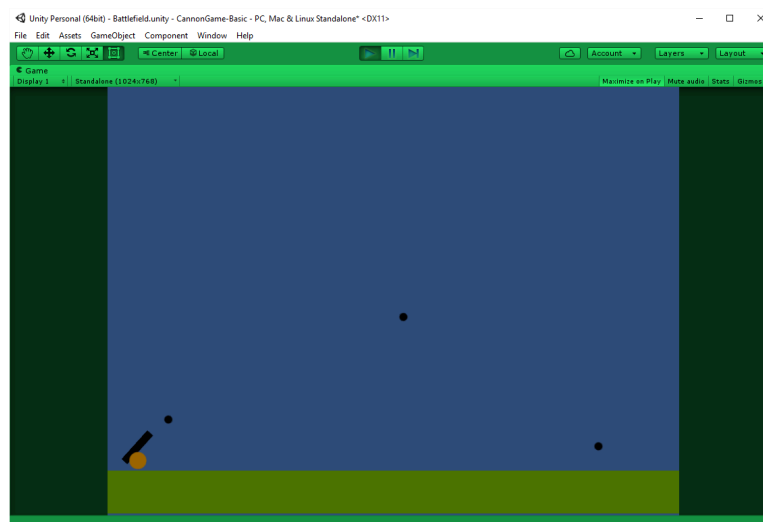 Unity Personal (64bit) - Battlefield.unity - CannonGame-Basic - PC, Mac & Linux Standalone* <DX11>
File Edit Assets GameObject Component Window Help
Center Local Account Layers Layout
Game
Display 1 Standalone (1024x768) Maximize on Play Mute audio Stats Gizmos